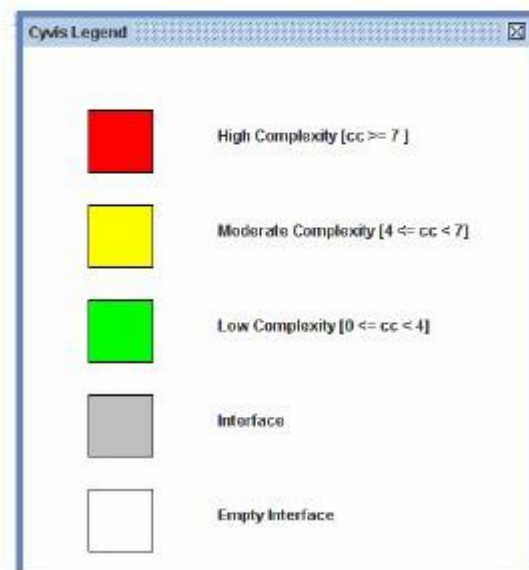 Cyvis Legend
High Complexity [cc >= 7 ]
Moderate Complexity [4 <= cc < 7]
Low Complexity [0 <= cc < 4]
Interface
Empty Interface